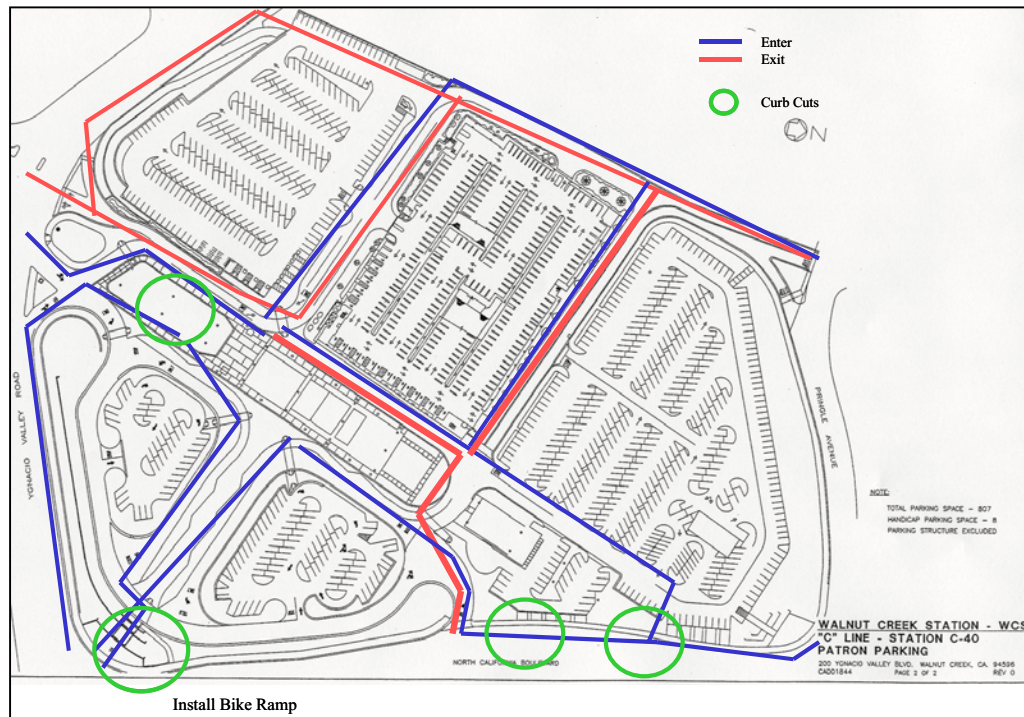 Enter
Exit
Curb Cuts
N
YGNACIO VALLEY ROAD
PRINGLE AVENUE
NOTE:
TOTAL PARKING SPACE - 807
HANDICAP PARKING SPACE - 8
PARKING STRUCTURE EXCLUDED
WALNUT CREEK STATION - WCS
"C" LINE - STATION C-40
PATRON PARKING
200 YGNACIO VALLEY BLVD. WALNUT CREEK, CA. 94596
CAD01844 PAGE 2 OF 2 REV 0
NORTH CALIFORNIA BOULEVARD
Install Bike Ramp